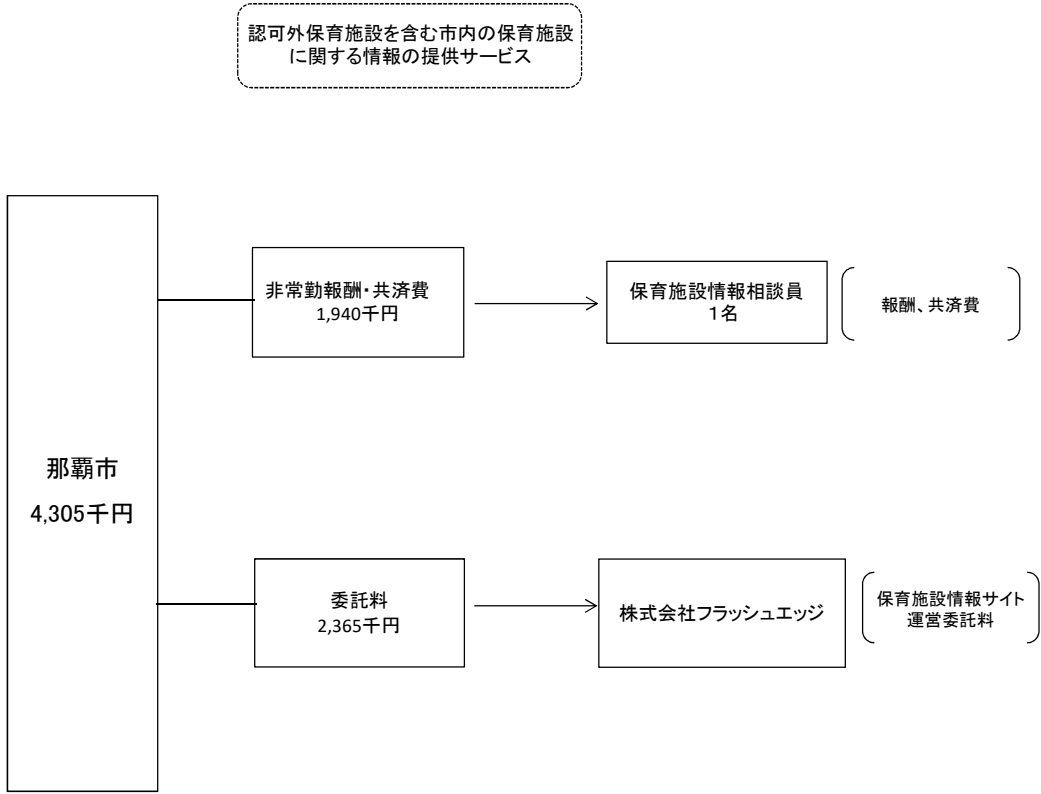 認可外保育施設を含む市内の保育施設
に関する情報の提供サービス
那覇市
4,305千円
非常勤報酬・共済費
1,940千円
保育施設情報相談員
1名
報酬、共済費
委託料
2,365千円
株式会社フラッシュエッジ
保育施設情報サイト
運営委託料